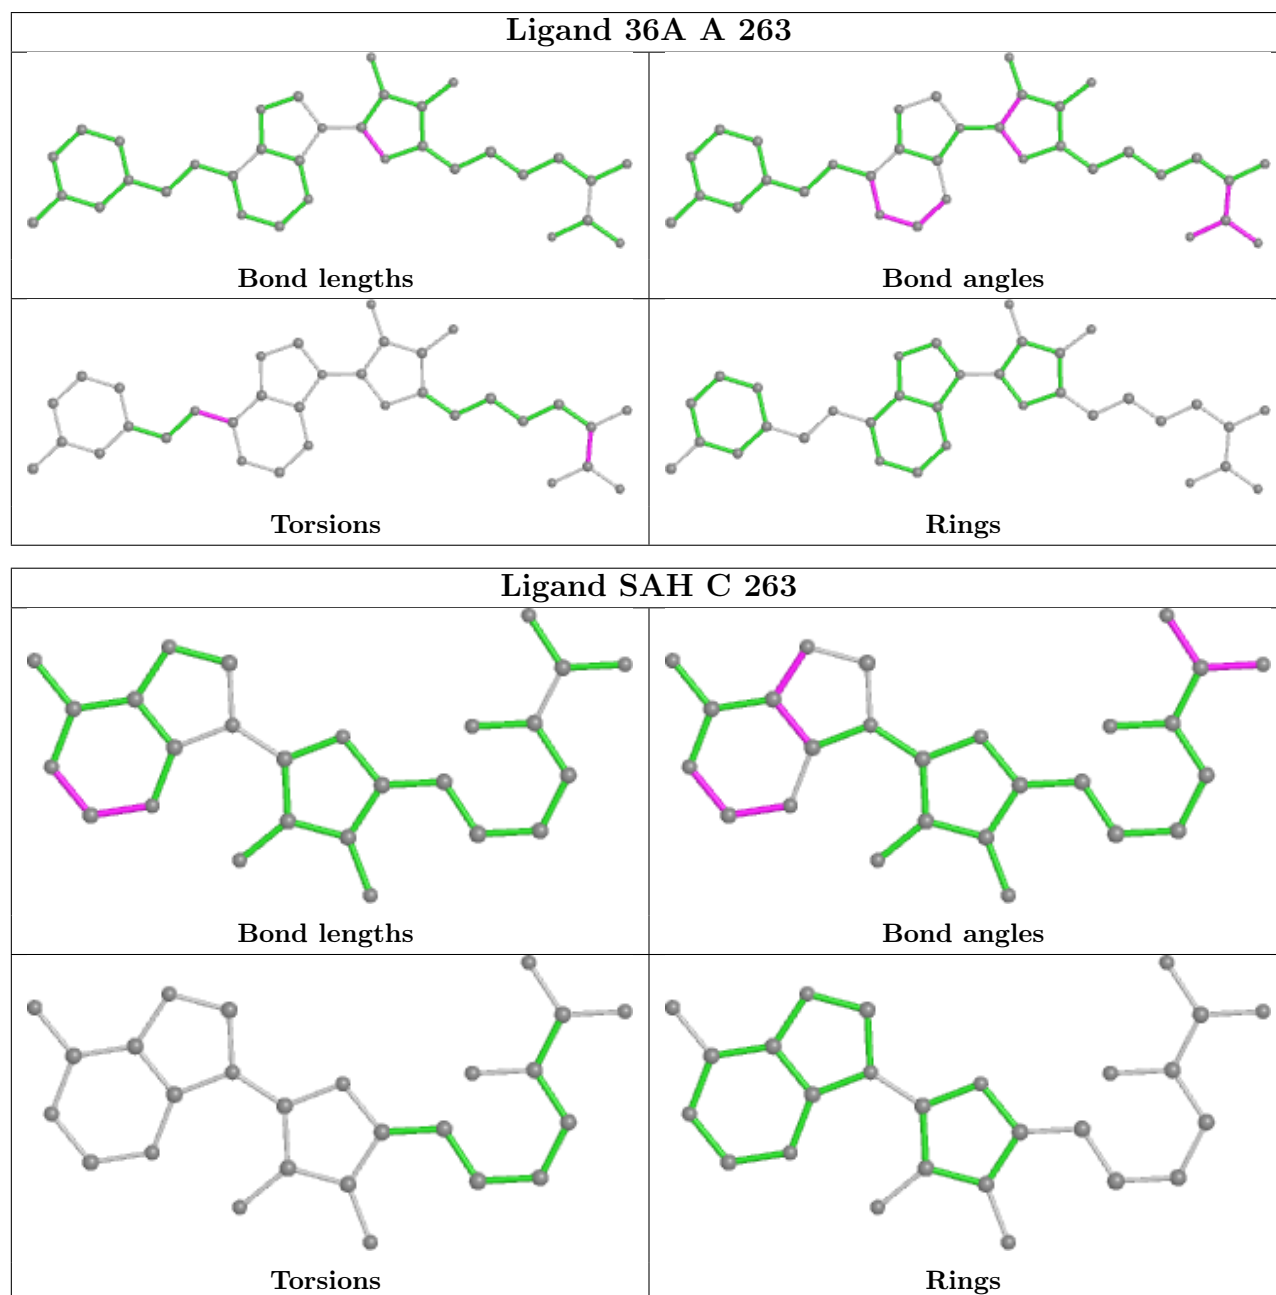 Ligand 36A A 263
Bond lengths
Bond angles
Torsions
Rings
Ligand SAH C 263
Bond lengths
Bond angles
Torsions
Rings